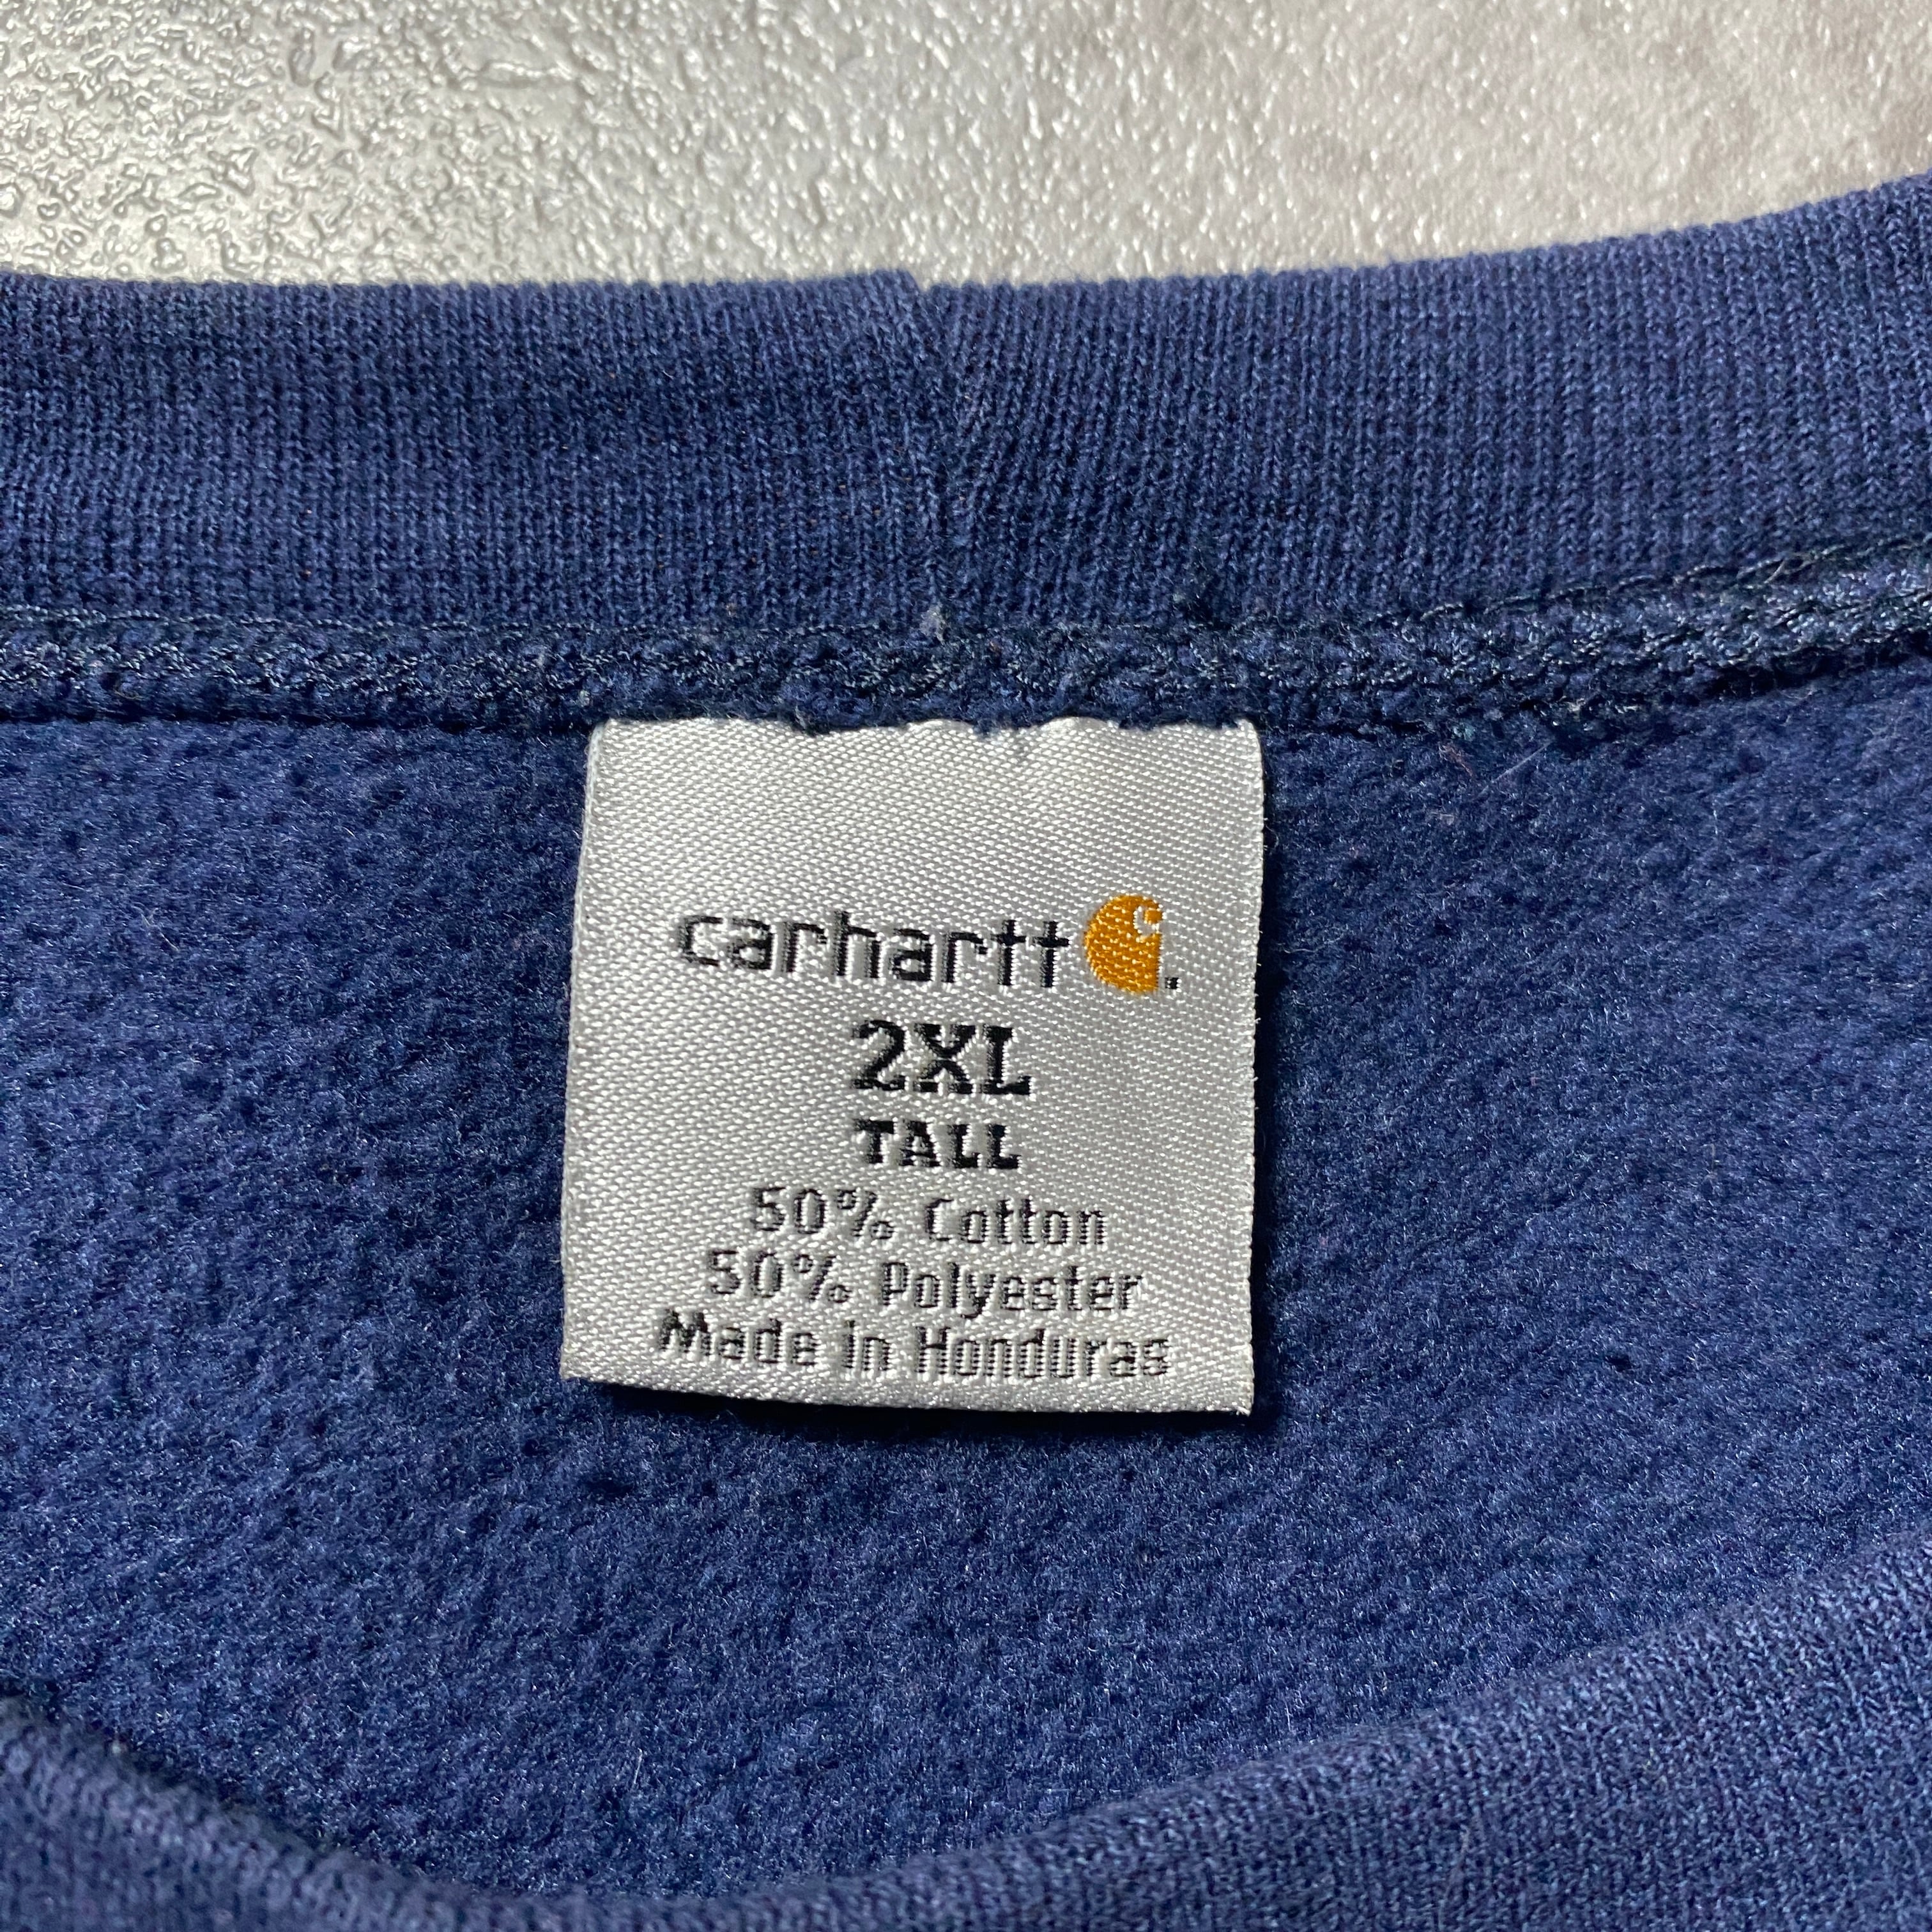 carhartt.
2XL
TALL
50% Cotton
50% Polyester
Made in Honduras